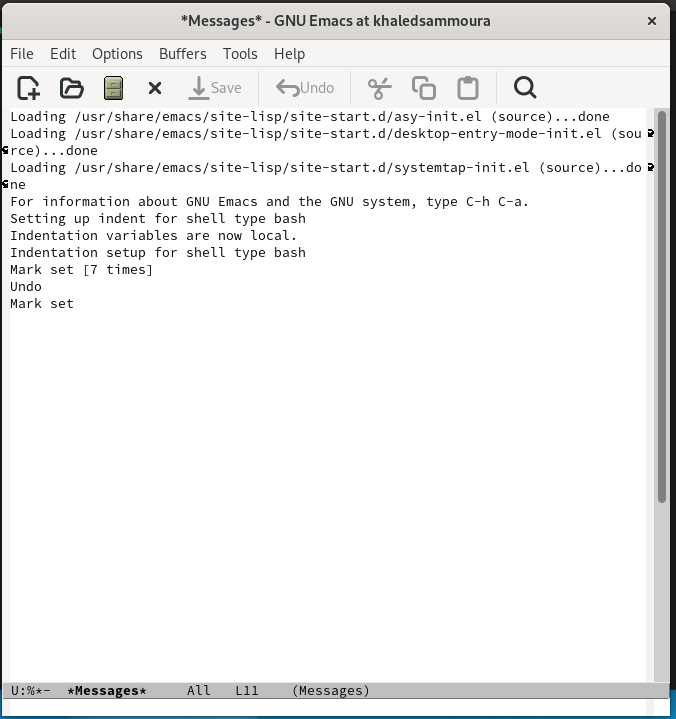 *Messages* - GNU Emacs at khaledsammoura
File Edit Options Buffers Tools Help
Save Undo
Loading /usr/share/emacs/site-lisp/site-start.d/asy-init.el (source)...done
Loading /usr/share/emacs/site-lisp/site-start.d/desktop-entry-mode-init.el (sou
rce)...done
Loading /usr/share/emacs/site-lisp/site-start.d/systemtap-init.el (source)...do
ne
For information about GNU Emacs and the GNU system, type C-h C-a.
Setting up indent for shell type bash
Indentation variables are now local.
Indentation setup for shell type bash
Mark set [7 times]
Undo
Mark set
U:%*- *Messages* All L11 (Messages)